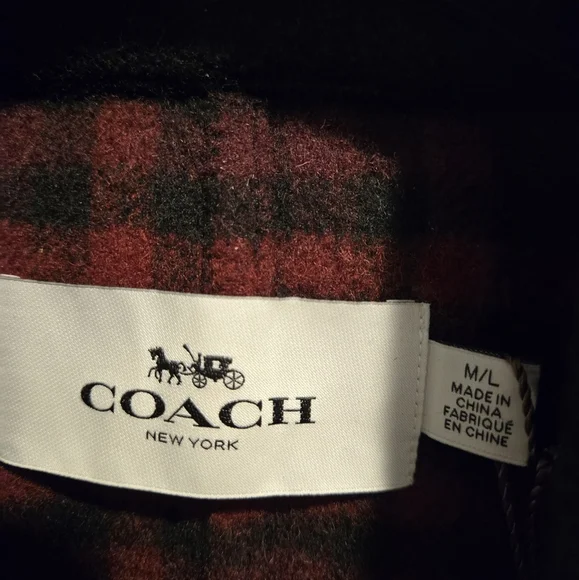 COACH
NEW YORK
M/L
MADE IN
CHINA
FABRIQUÉ
EN CHINE